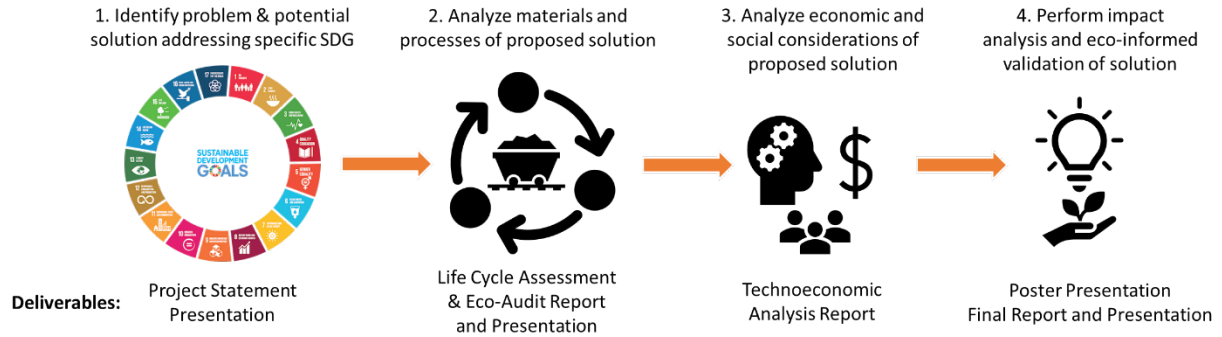 1. Identify problem & potential
solution addressing specific SDG
2. Analyze materials and
processes of proposed solution
3. Analyze economic and
social considerations of
proposed solution
4. Perform impact
analysis and eco-informed
validation of solution
SUSTAINABLE
DEVELOPMENT
GOALS
$
Deliverables:
Project Statement
Presentation
Life Cycle Assessment
& Eco-Audit Report
and Presentation
Technoeconomic
Analysis Report
Poster Presentation
Final Report and Presentation